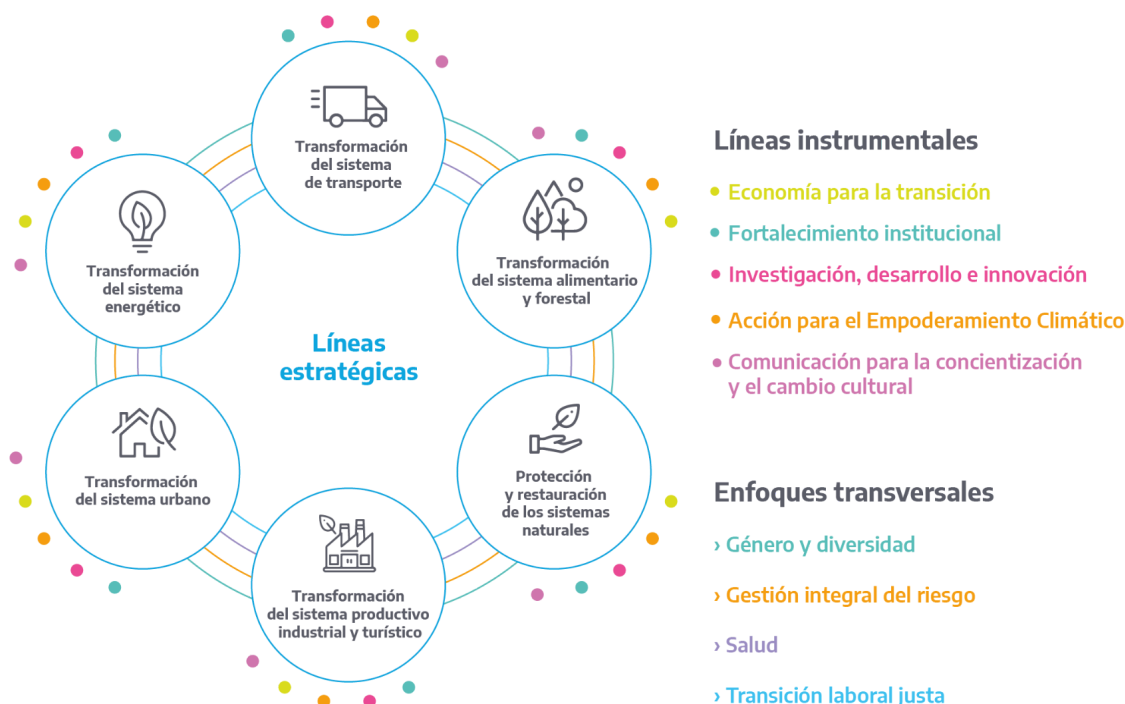 Transformación
del sistema
de transporte
Transformación
del sistema alimentario
y forestal
Transformación
del sistema
energético
Líneas
estratégicas
Transformación
del sistema urbano
Protección
y restauración
de los sistemas
naturales
Transformación
del sistema productivo
industrial y turístico
Líneas instrumentales
• Economía para la transición
• Fortalecimiento institucional
• Investigación, desarrollo e innovación
• Acción para el Empoderamiento Climático
• Comunicación para la concientización
y el cambio cultural
Enfoques transversales
› Género y diversidad
› Gestión integral del riesgo
› Salud
› Transición laboral justa